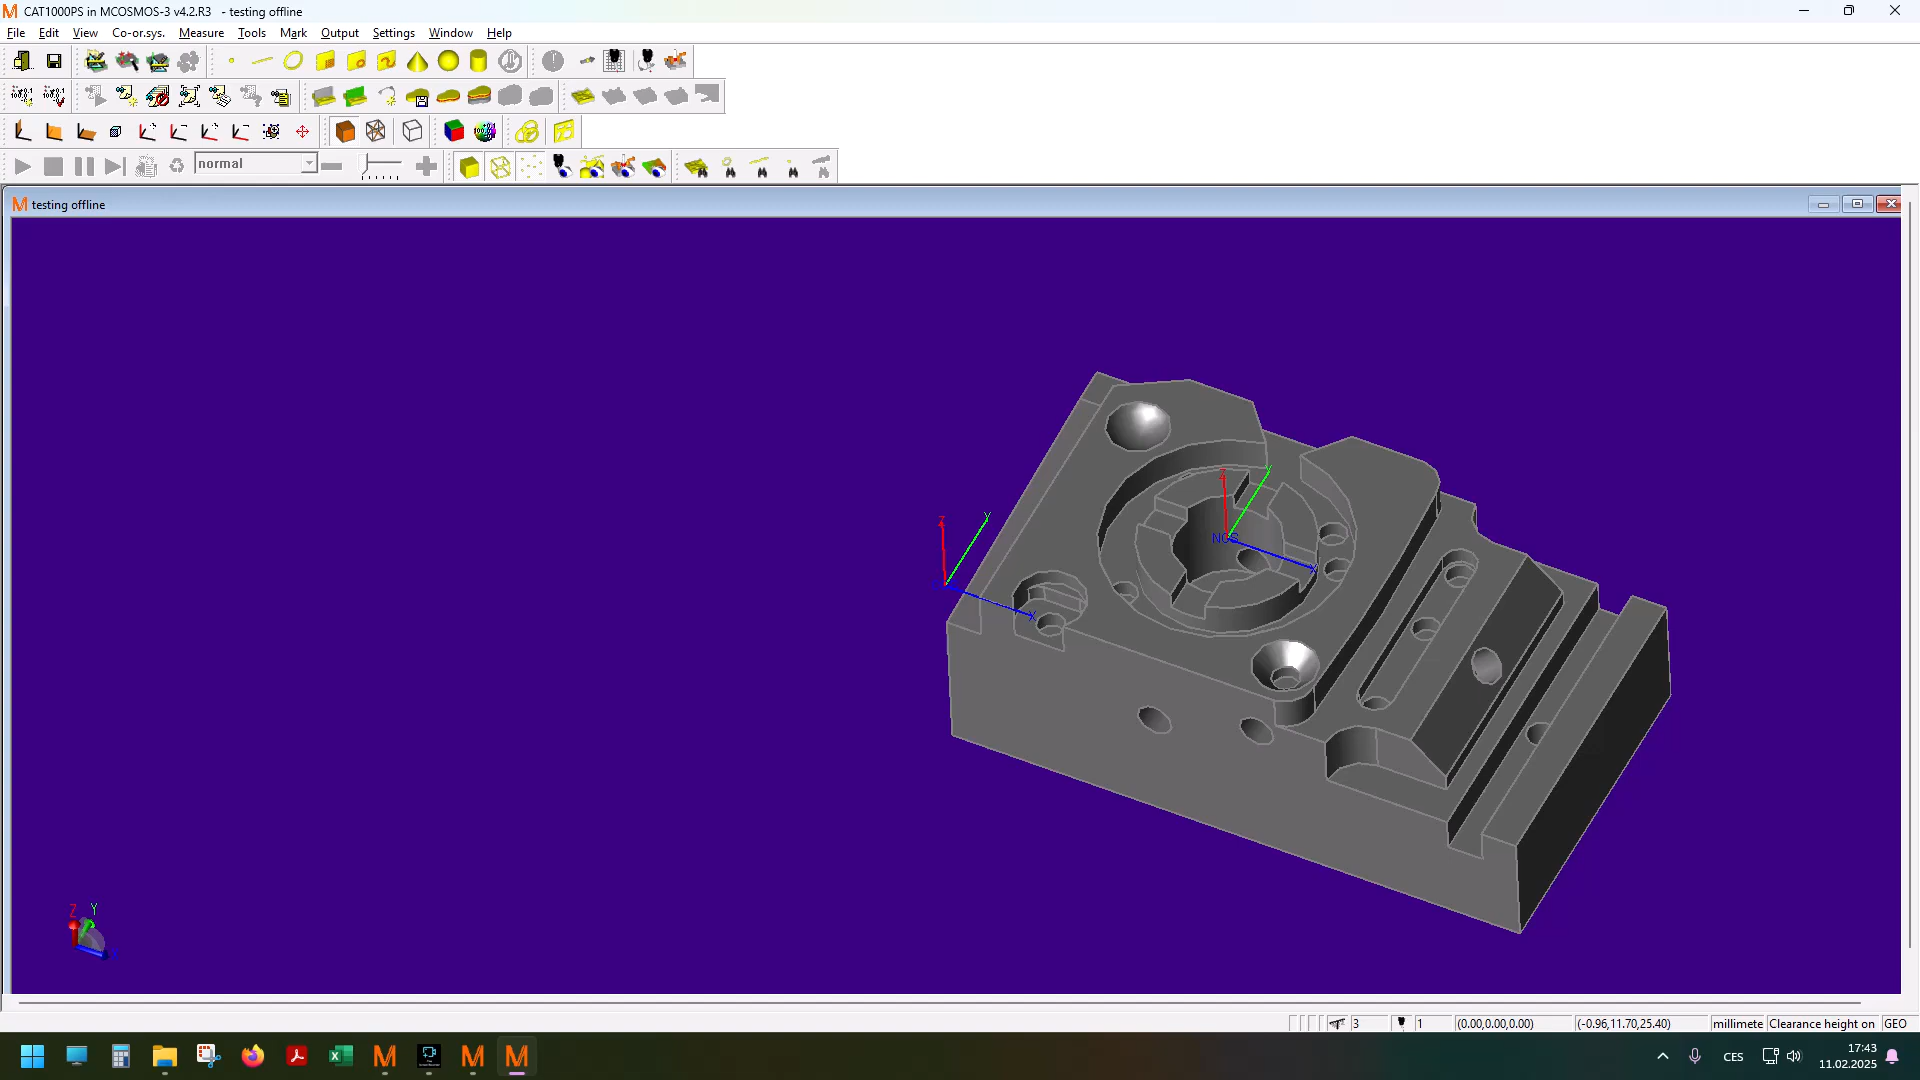 CAT1000PS in MCOSMOS-3 v4.2.R3 - testing offline
File Edit View Co-or.sys. Measure Tools Mark Output Settings Window Help
normal
testing offline
Z Y X
Z Y NCS X
Z Y X
3 1 (0.00,0.00,0.00) (-0.96,11.70,25.40) millimete Clearance height on GEO
CES 17:43
11.02.2025